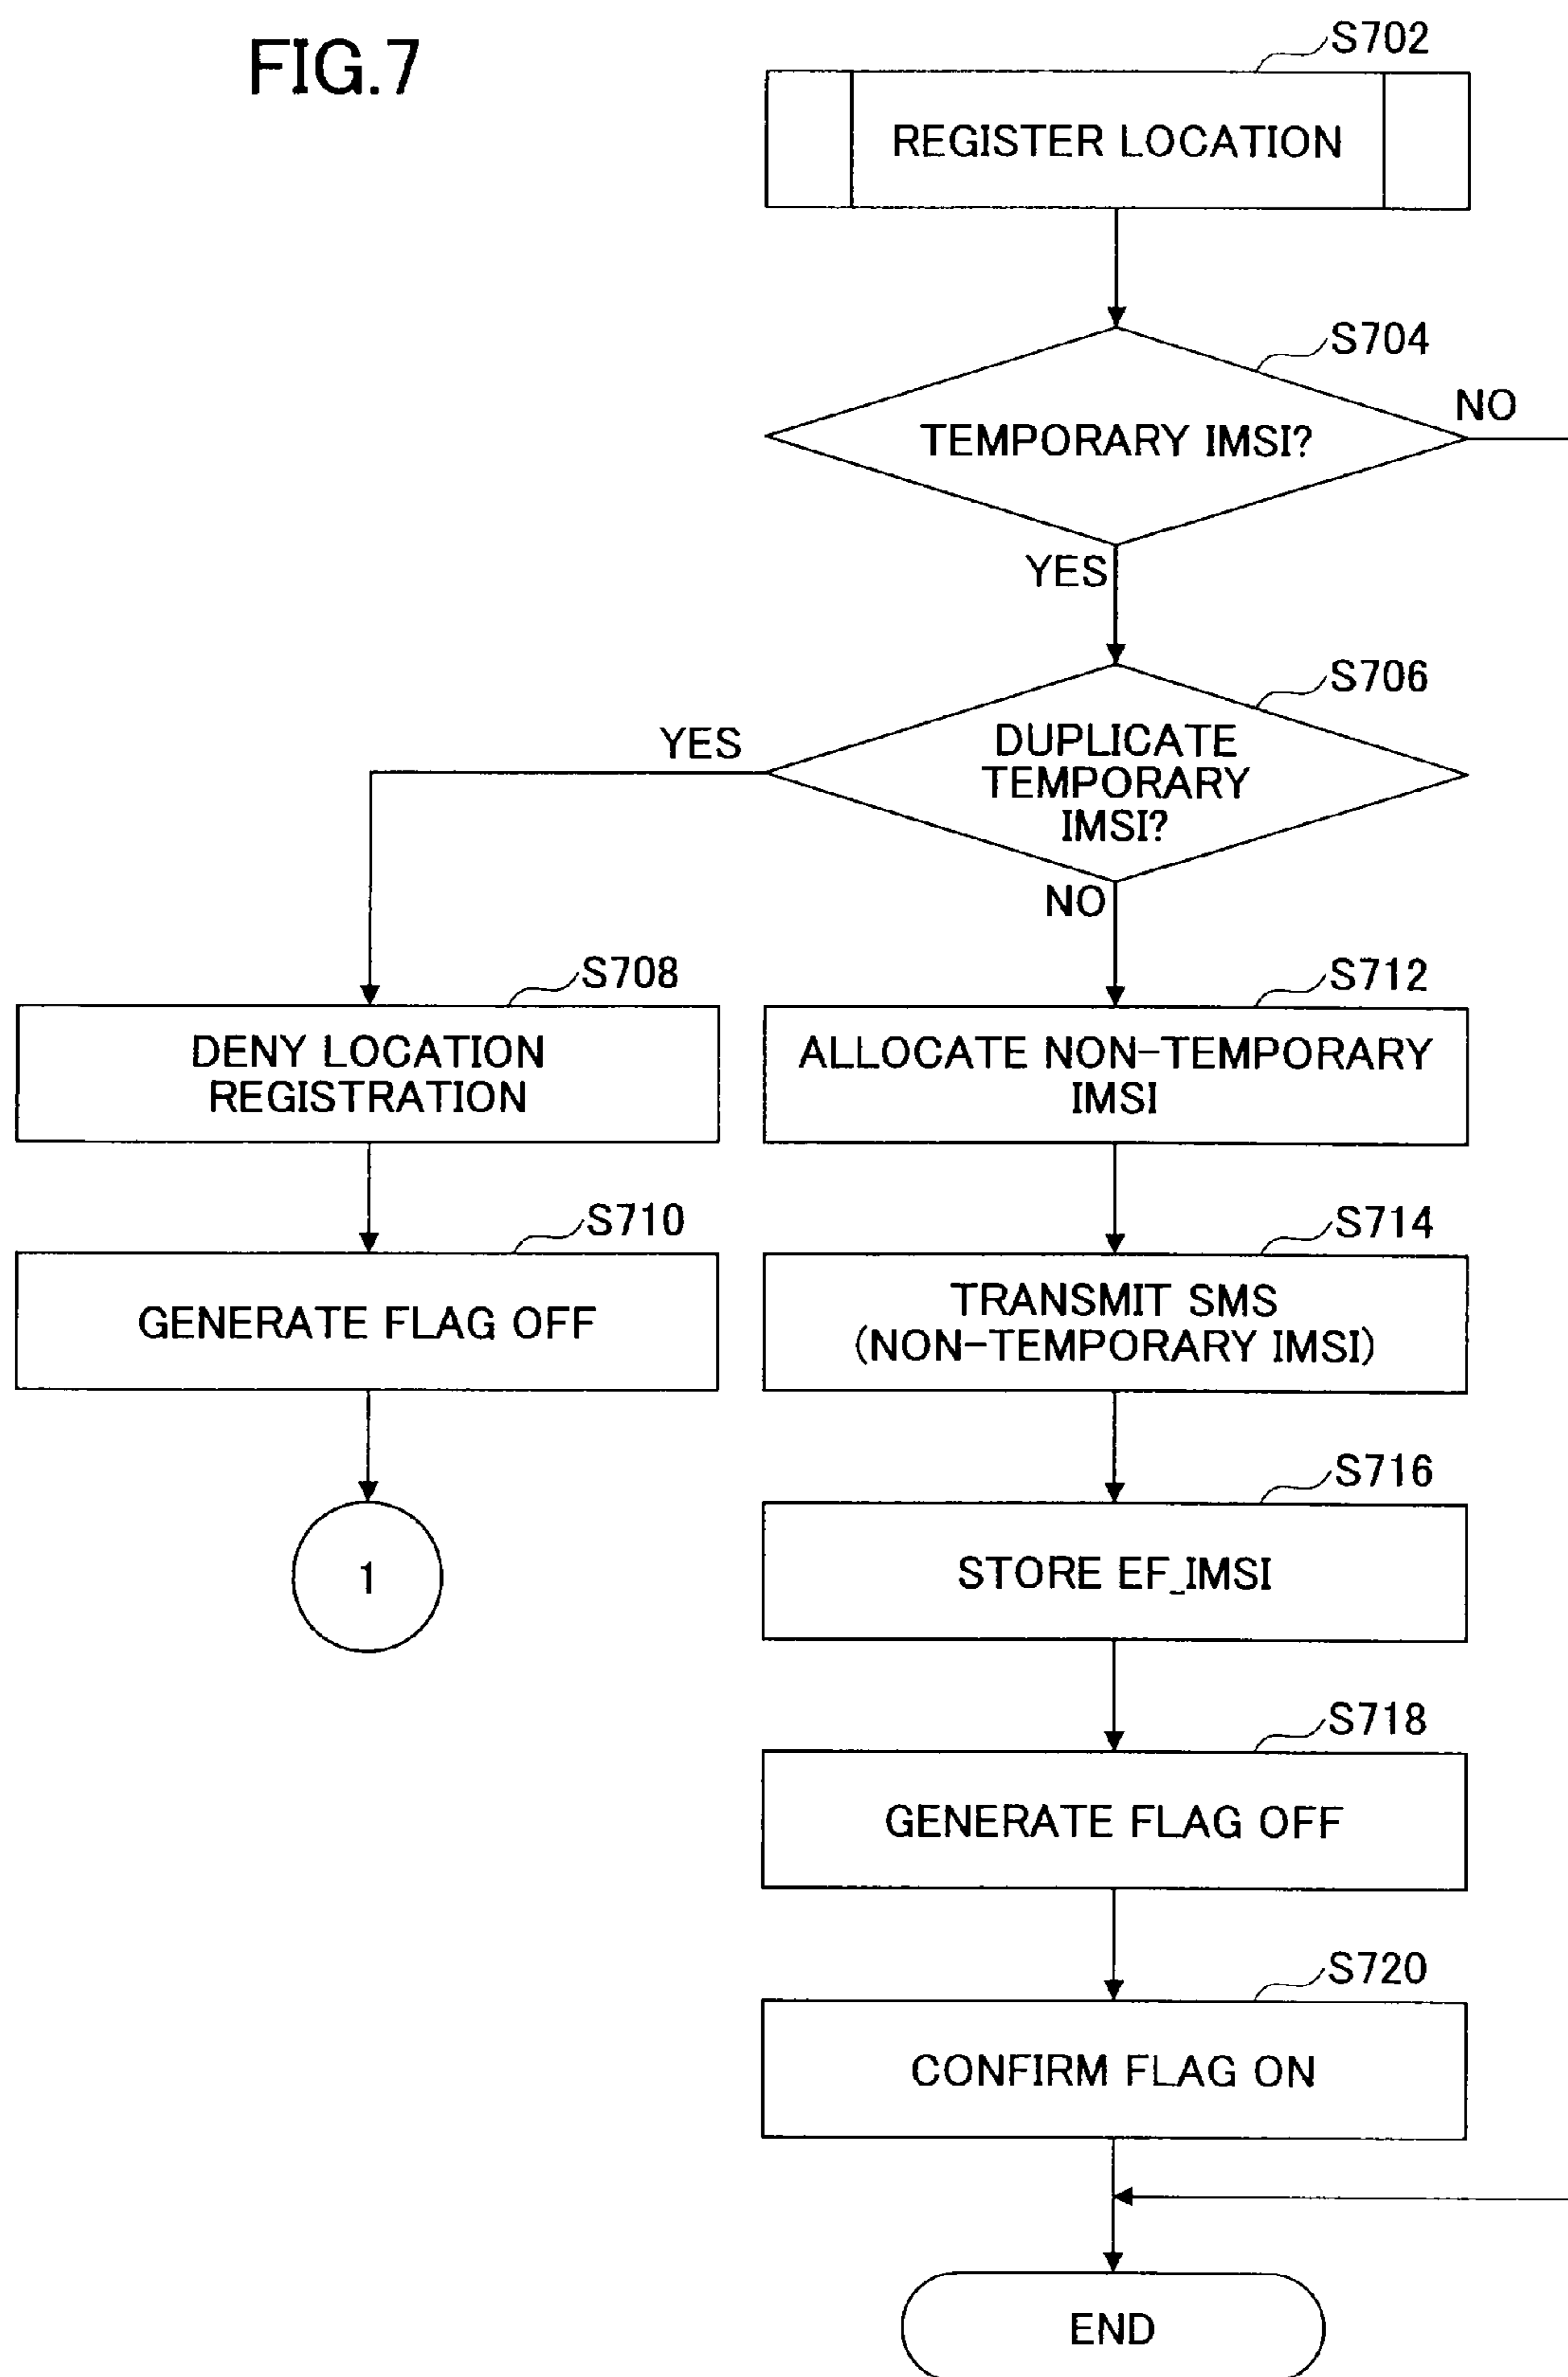 FIG.7
S702
REGISTER LOCATION
S704
TEMPORARY IMSI?
NO
YES
S706
DUPLICATE
TEMPORARY
IMSI?
YES
NO
S708
DENY LOCATION
REGISTRATION
S712
ALLOCATE NON-TEMPORARY
IMSI
S710
GENERATE FLAG OFF
S714
TRANSMIT SMS
(NON-TEMPORARY IMSI)
1
S716
STORE EF_IMSI
S718
GENERATE FLAG OFF
S720
CONFIRM FLAG ON
END